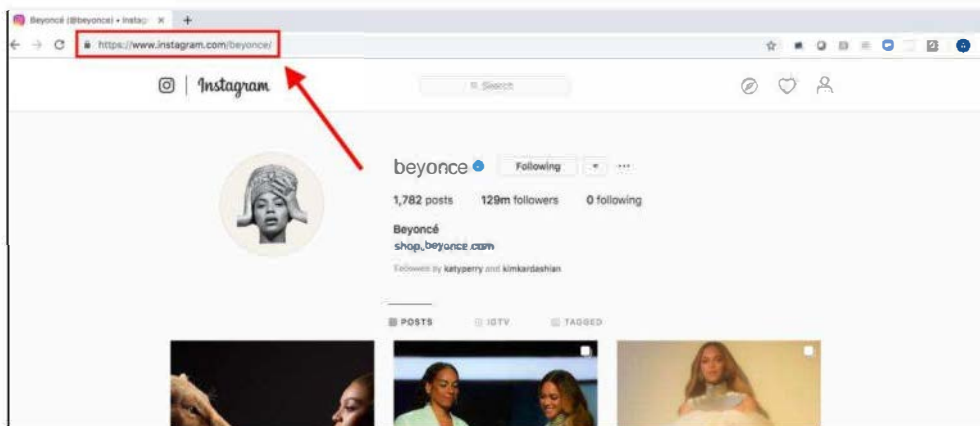 Beyoncé (@beyonce) • Instagr
https://www.instagram.com/beyonce/
Instagram
Search
beyonce Following
1,782 posts 129m followers 0 following
Beyoncé
shop.beyonce.com
Followed by katyperry and kimkardashian
POSTS IGTV TAGGED